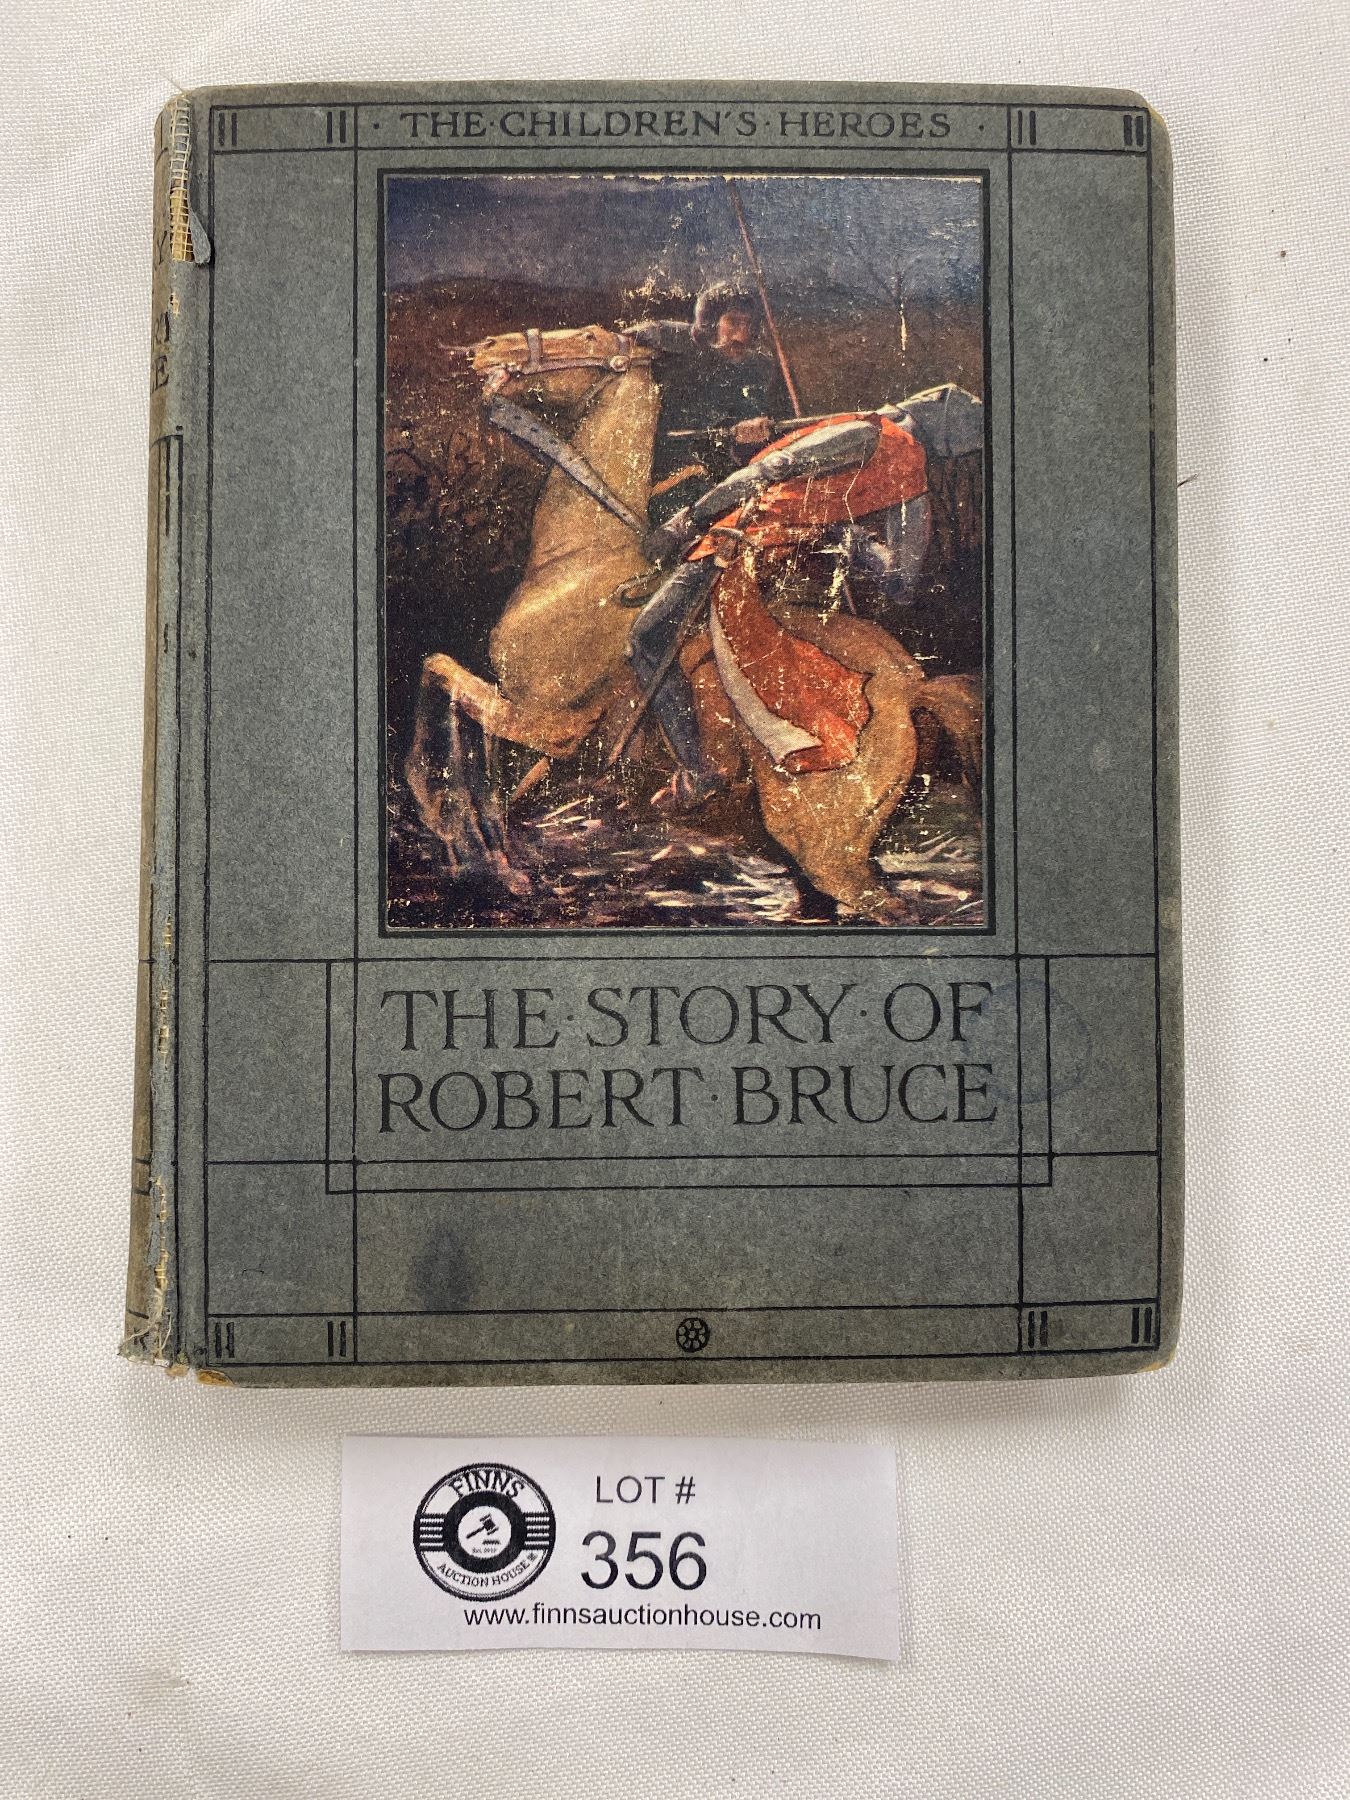 THE·CHILDREN'S·HEROES
THE·STORY·OF
ROBERT·BRUCE
FINNS
AUCTION HOUSE
LOT #
356
www.finnsauctionhouse.com